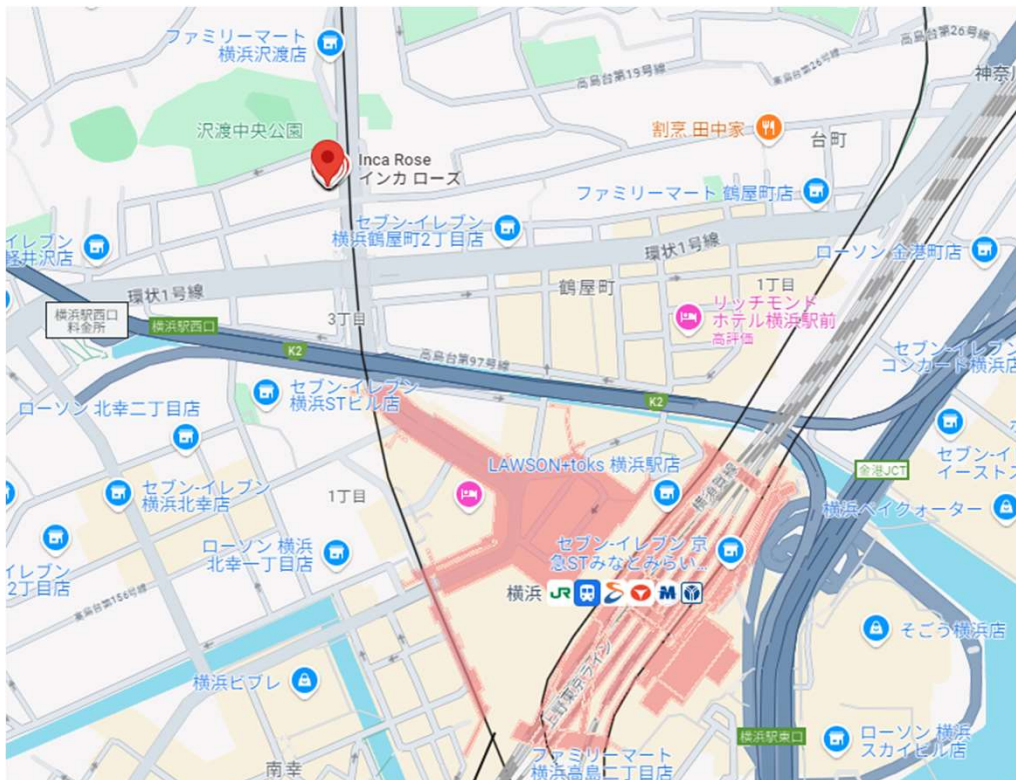 ファミリーマート
横浜沢渡店
高島台第19号線
高島台第26号線
高島台第26号線
沢渡中央公園
割烹 田中家
台町
Inca Rose
インカ ローズ
ファミリーマート 鶴屋町店
セブン-イレブン
横浜鶴屋町2丁目店
イレブン
軽井沢店
環状1号線
ローソン 金港町店
環状1号線
鶴屋町
1丁目
横浜駅西口
料金所
横浜駅西口
3丁目
リッチモンド
ホテル横浜駅前
高評価
K2
高島台第97号線
セブン-イレブン
コンカード横浜店
ローソン 北幸二丁目店
セブン-イレブン
横浜STビル店
K2
セブン-イ
イーストス
LAWSON+toks 横浜駅店
金港JCT
セブン-イレブン
横浜北幸店
1丁目
横須賀線
横浜ベイクォーター
ローソン 横浜
北幸一丁目店
セブン-イレブン 京
急STみなとみらい...
イレブン
2丁目店
横浜
JR
高島台第156号線
そごう横浜店
横浜ビブレ
上野東京ライン
横浜駅東口
ローソン 横浜
スカイビル店
ファミリーマート
横浜高島二丁目店
南幸